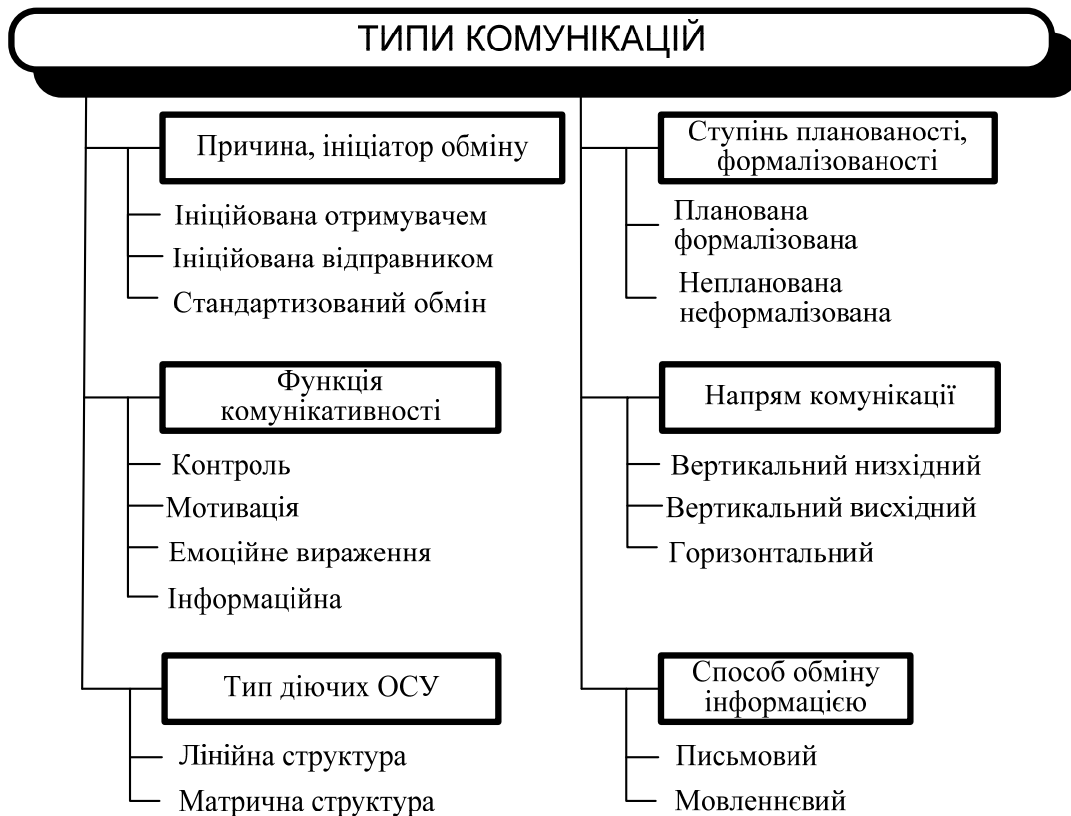 ТИПИ КОМУНІКАЦІЙ
Причина, ініціатор обміну
Ініційована отримувачем
Ініційована відправником
Стандартизований обмін
Функція
комунікативності
Контроль
Мотивація
Емоційне вираження
Інформаційна
Тип діючих ОСУ
Лінійна структура
Матрична структура
Ступінь планованості,
формалізованості
Планована
формалізована
Непланована
неформалізована
Напрям комунікації
Вертикальний низхідний
Вертикальний висхідний
Горизонтальний
Спосіб обміну
інформацією
Письмовий
Мовленнєвий